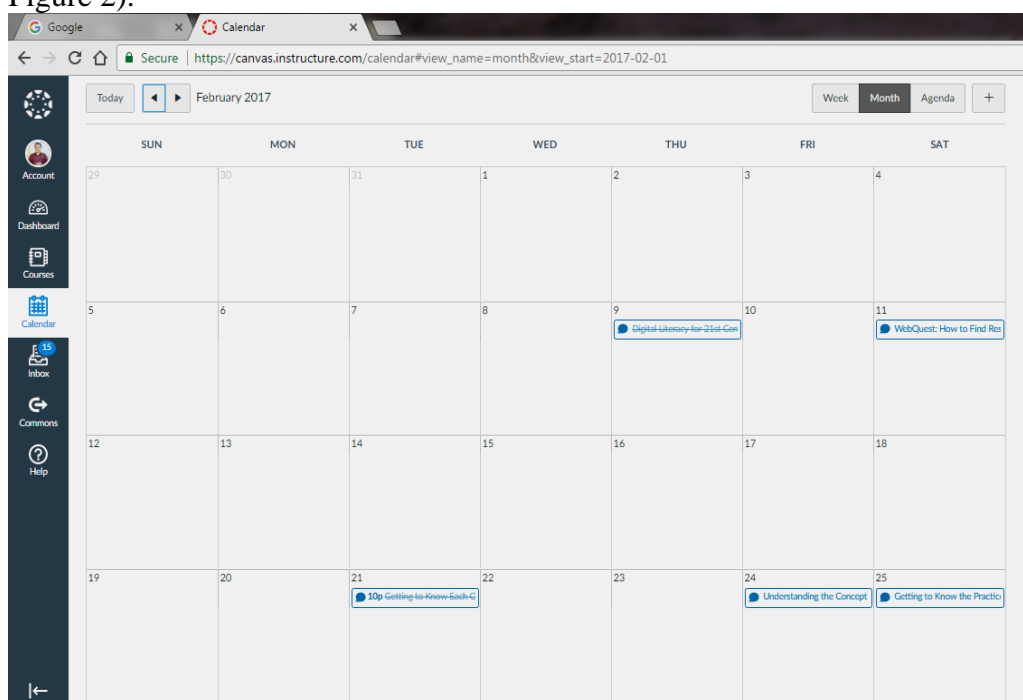 Figure 2).
Google
Calendar
Secure https://canvas.instructure.com/calendar#view_name=month&view_start=2017-02-01
Today February 2017 Week Month Agenda +
SUN MON TUE WED THU FRI SAT
Account
Dashboard
Courses
Calendar
15
Inbox
Commons
Help
29 30 31 1 2 3 4
5 6 7 8 9 10 11
Digital Literacy for 21st Cen WebQuest: How to Find Res
12 13 14 15 16 17 18
19 20 21 22 23 24 25
10p Getting to Know Each C Understanding the Concept Getting to Know the Practice